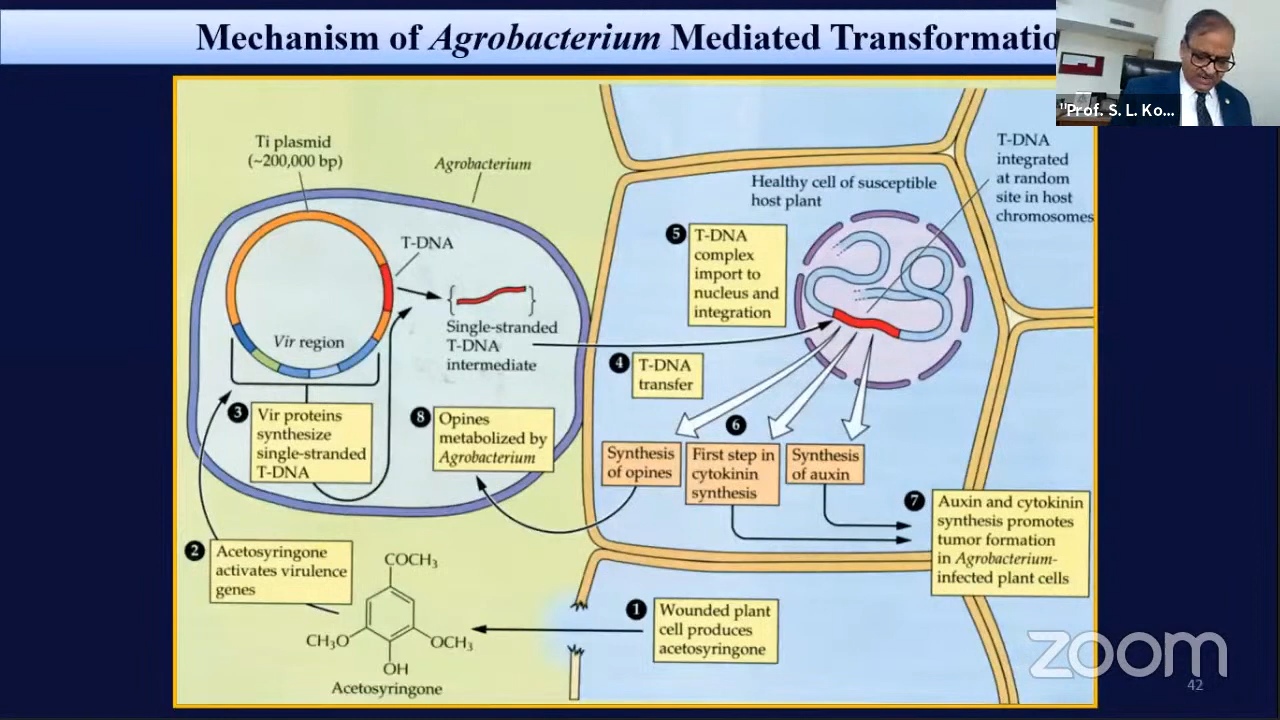 Mechanism of Agrobacterium Mediated Transformatio
"Prof. S. L. Ko...
Ti plasmid
(~200,000 bp)
Agrobacterium
T-DNA
Single-stranded
T-DNA
intermediate
Vir region
3
Vir proteins
synthesize
single-stranded
T-DNA
8
Opines
metabolized by
Agrobacterium
2
Acetosyringone
activates virulence
genes
COCH3
CH3O
OCH3
OH
Acetosyringone
1
Wounded plant
cell produces
acetosyringone
Healthy cell of susceptible
host plant
T-DNA
integrated
at random
site in host
chromosomes
5
T-DNA
complex
import to
nucleus and
integration
4
T-DNA
transfer
6
Synthesis
of opines
First step in
cytokinin
synthesis
Synthesis
of auxin
7
Auxin and cytokinin
synthesis promotes
tumor formation
in Agrobacterium-
infected plant cells
zoom
42